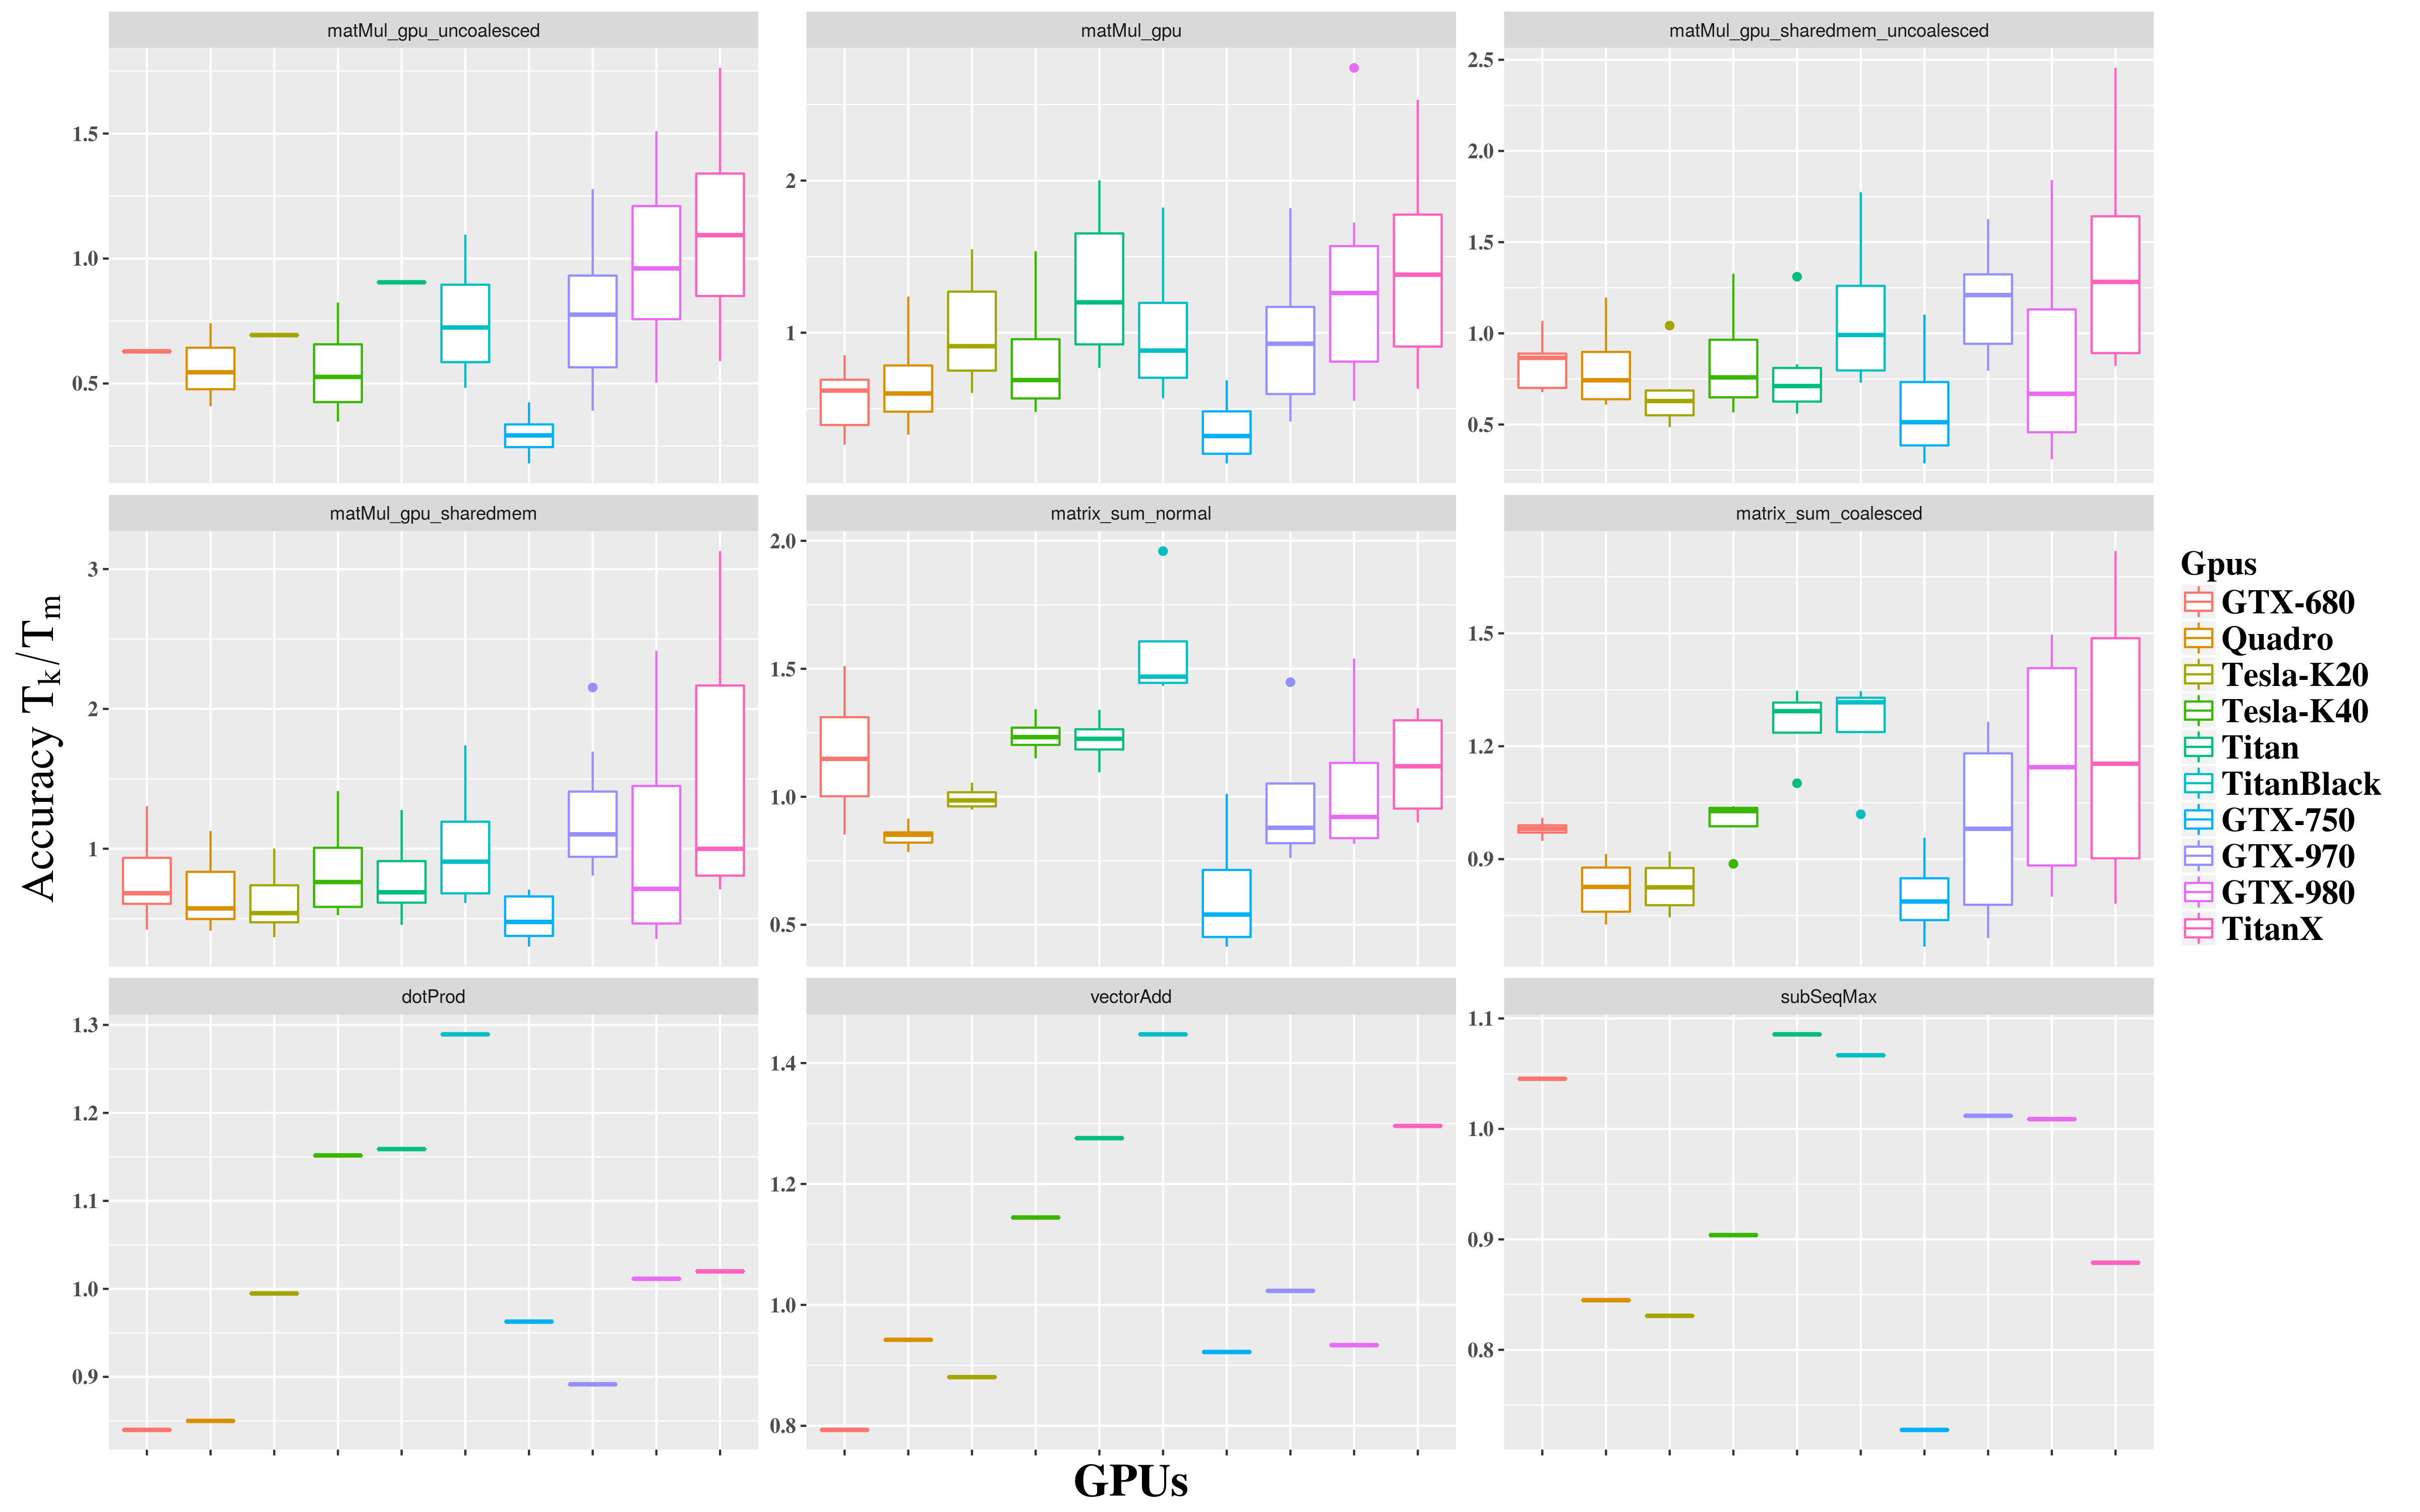 matMul_gpu_uncoalesced
matMul_gpu
matMul_gpu_sharedmem_uncoalesced
1.5
1.0
0.5
2
1
2.5
2.0
1.5
1.0
0.5
matMul_gpu_sharedmem
matrix_sum_normal
matrix_sum_coalesced
3
2
1
2.0
1.5
1.0
0.5
1.5
1.2
0.9
dotProd
vectorAdd
subSeqMax
1.3
1.2
1.1
1.0
0.9
1.4
1.2
1.0
0.8
1.1
1.0
0.9
0.8
Accuracy Tk/Tm
GPUs
Gpus
GTX-680
Quadro
Tesla-K20
Tesla-K40
Titan
TitanBlack
GTX-750
GTX-970
GTX-980
TitanX